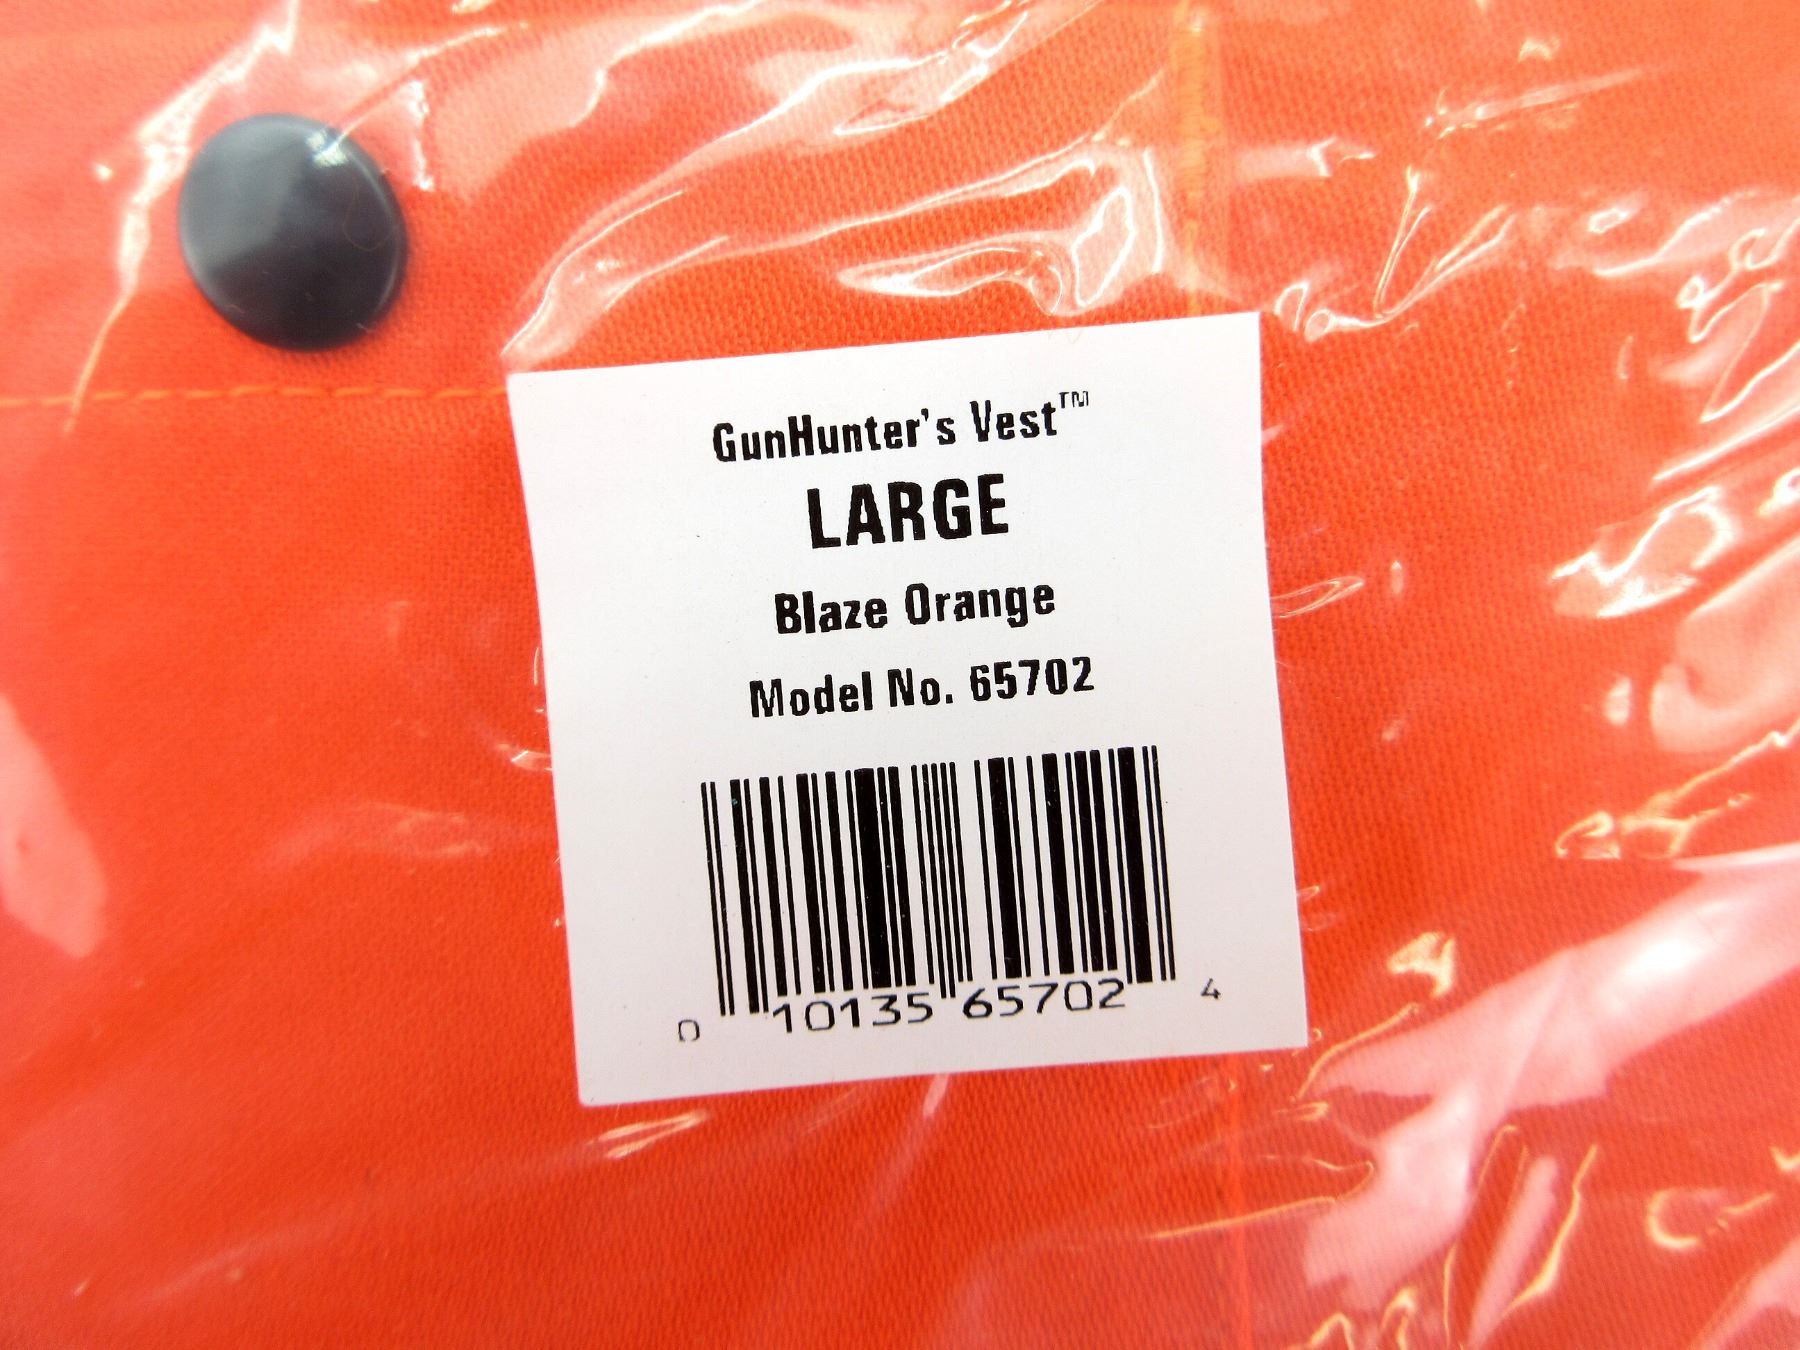 GunHunter's Vest™
LARGE
Blaze Orange
Model No. 65702
0 10135 65702 4